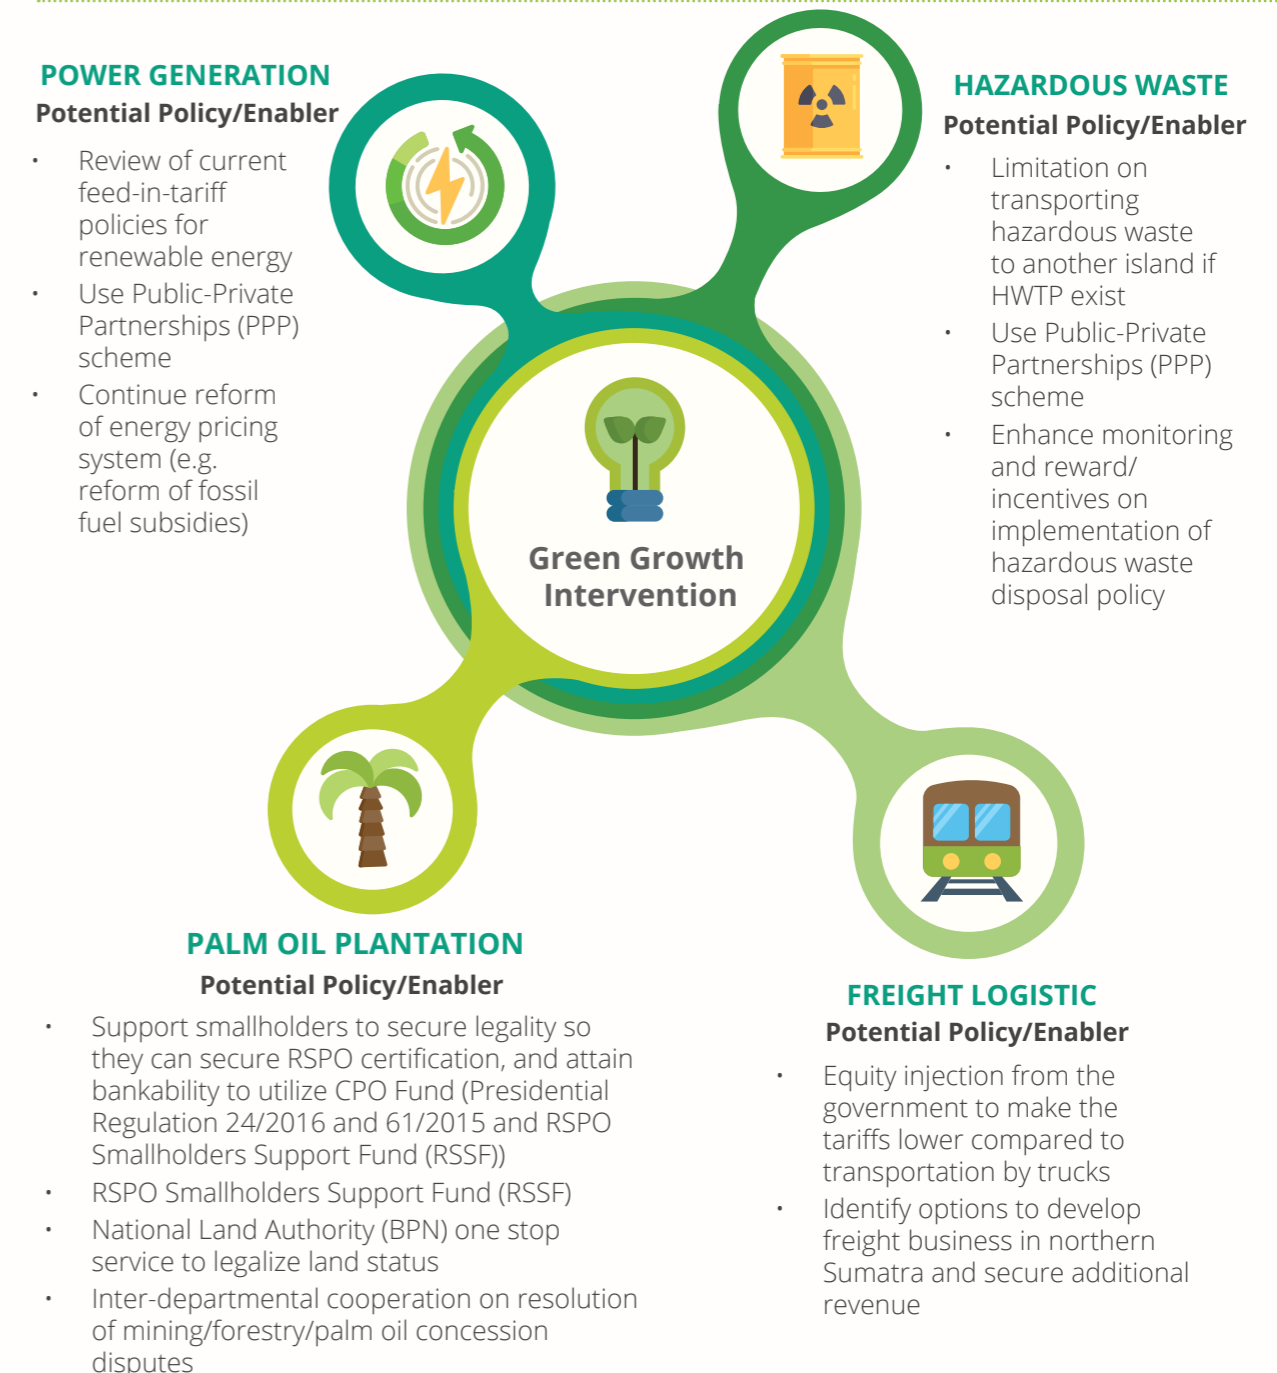 POWER GENERATION
Potential Policy/Enabler
• Review of current
feed-in-tariff
policies for
renewable energy
• Use Public-Private
Partnerships (PPP)
scheme
• Continue reform
of energy pricing
system (e.g.
reform of fossil
fuel subsidies)
HAZARDOUS WASTE
Potential Policy/Enabler
• Limitation on
transporting
hazardous waste
to another island if
HWTP exist
• Use Public-Private
Partnerships (PPP)
scheme
• Enhance monitoring
and reward/
incentives on
implementation of
hazardous waste
disposal policy
Green Growth
Intervention
PALM OIL PLANTATION
Potential Policy/Enabler
• Support smallholders to secure legality so
they can secure RSPO certification, and attain
bankability to utilize CPO Fund (Presidential
Regulation 24/2016 and 61/2015 and RSPO
Smallholders Support Fund (RSSF))
• RSPO Smallholders Support Fund (RSSF)
• National Land Authority (BPN) one stop
service to legalize land status
• Inter-departmental cooperation on resolution
of mining/forestry/palm oil concession
disputes
FREIGHT LOGISTIC
Potential Policy/Enabler
• Equity injection from the
government to make the
tariffs lower compared to
transportation by trucks
• Identify options to develop
freight business in northern
Sumatra and secure additional
revenue